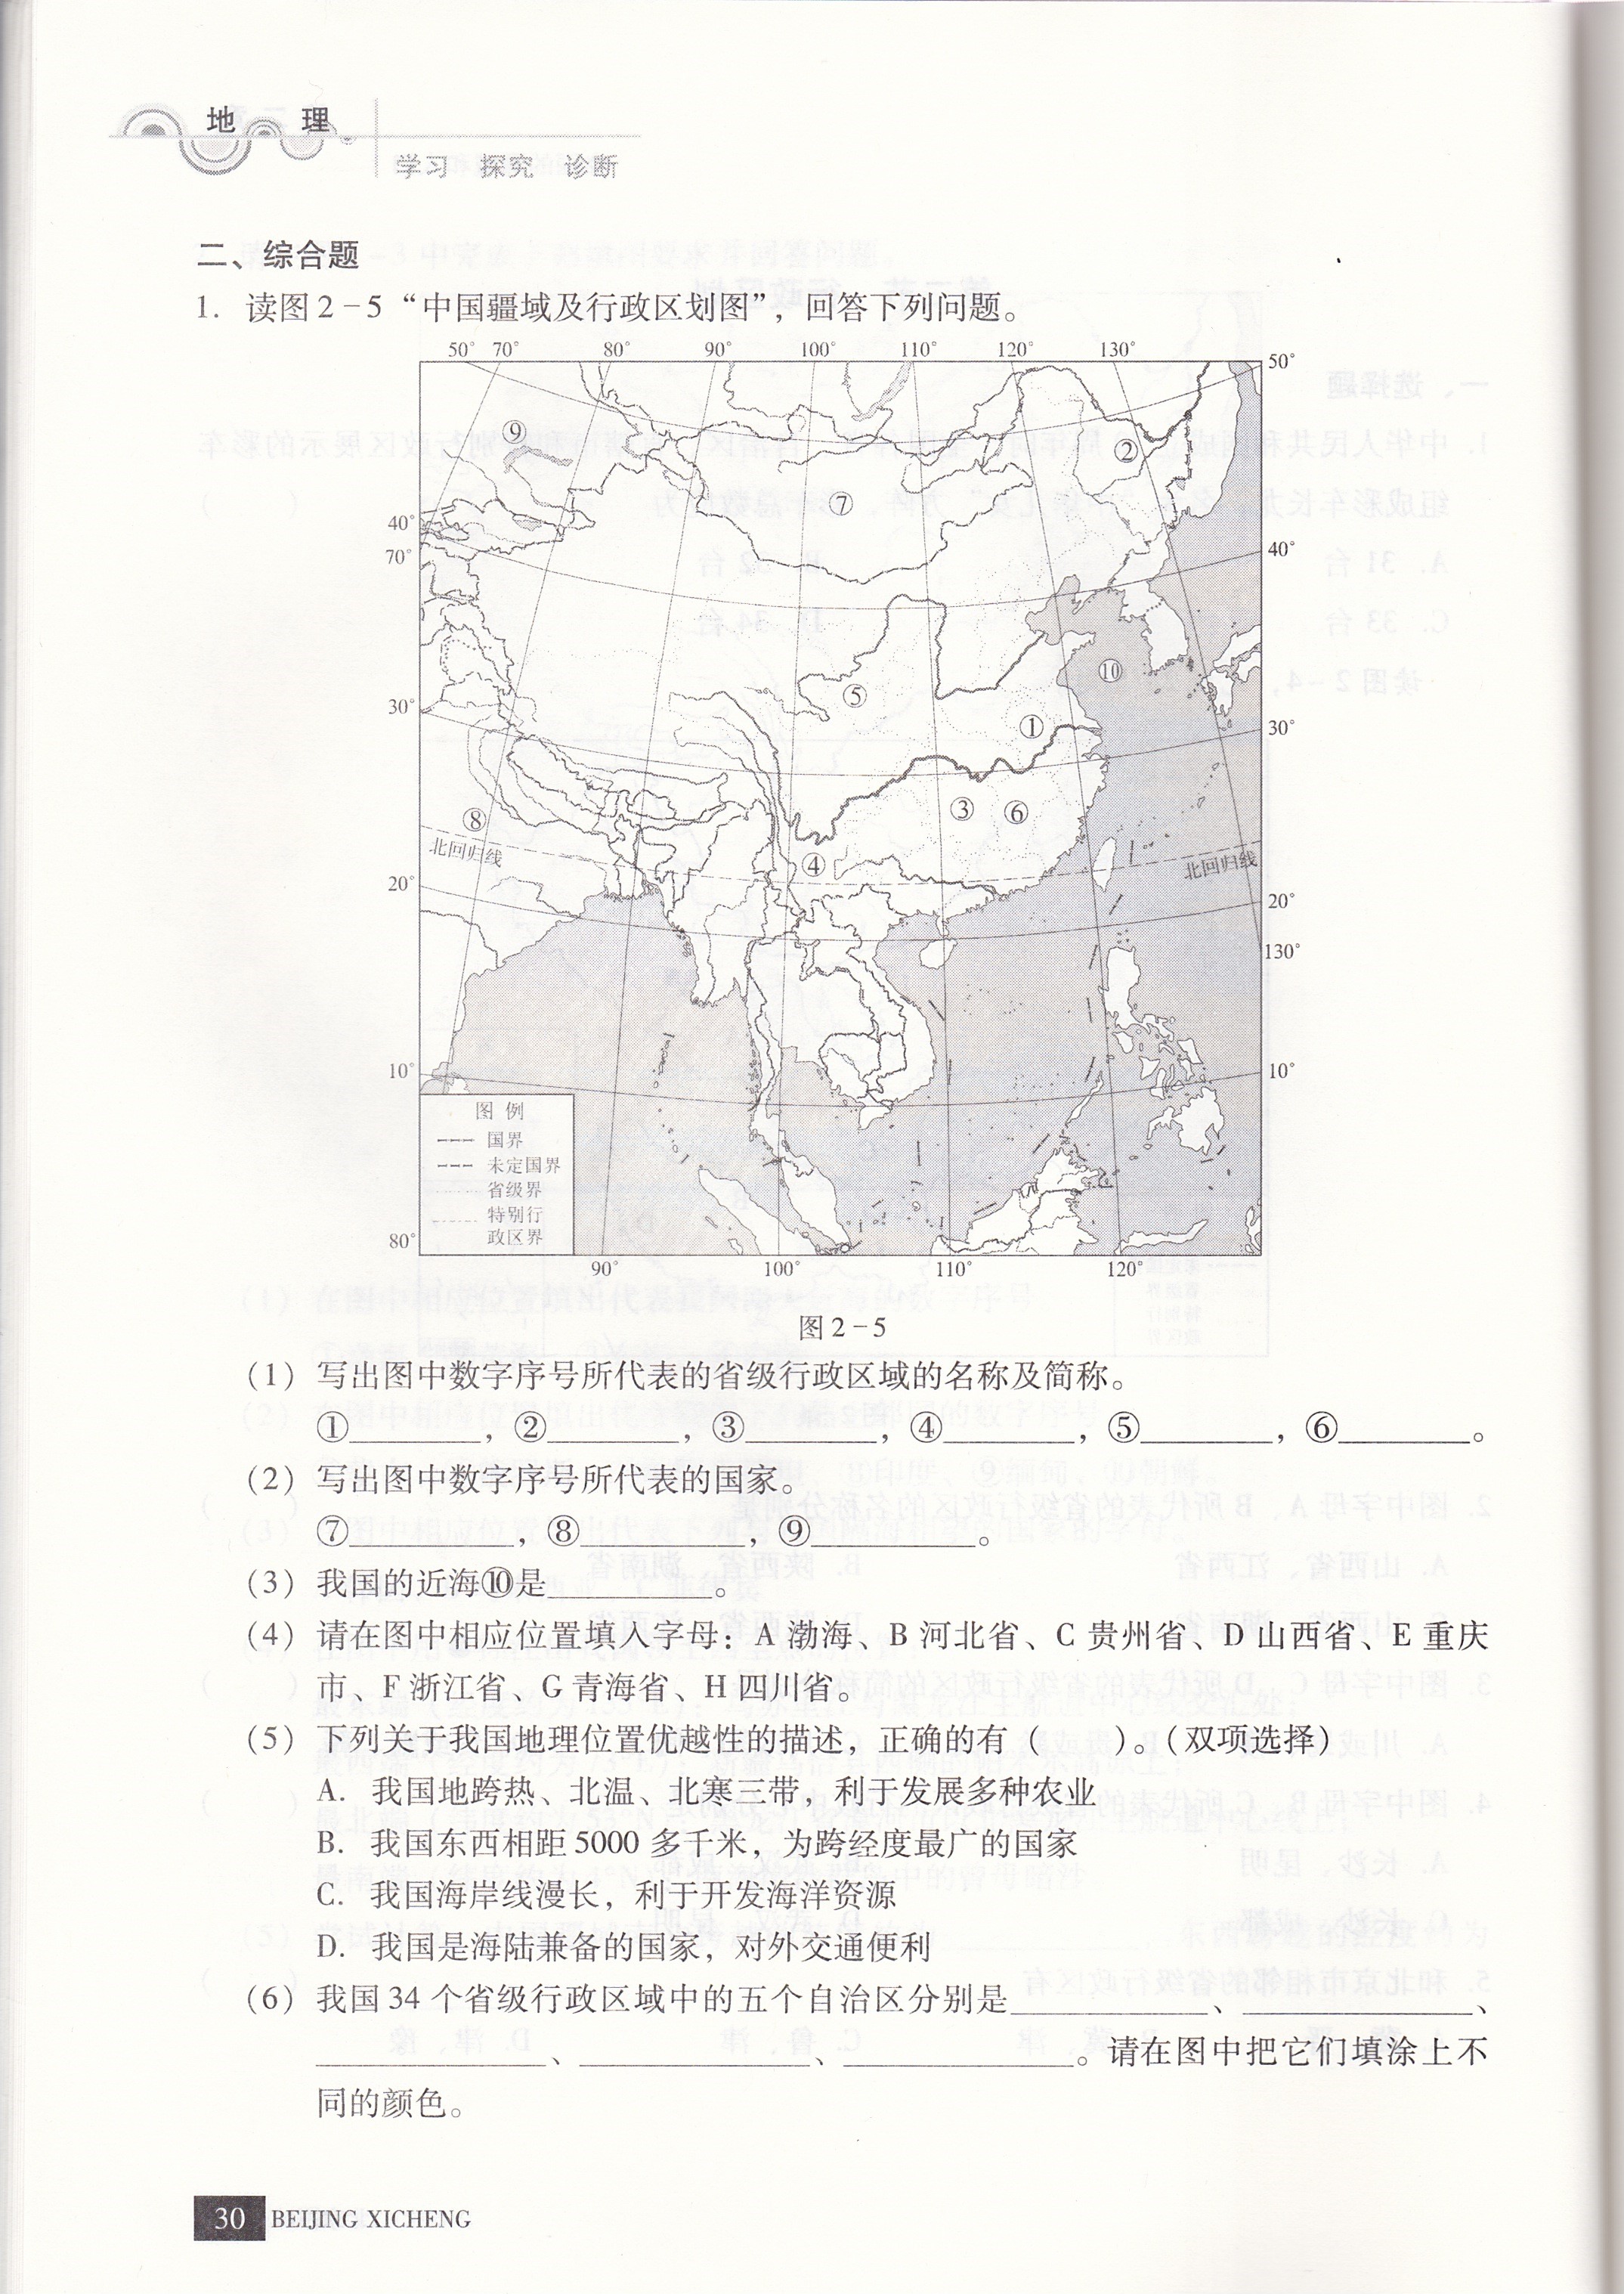 地 理
学习 探究 诊断
二、综合题
1. 读图2-5“中国疆域及行政区划图”，回答下列问题。
50° 70° 80° 90° 100° 110° 120° 130°
50°
⑨
②
⑦
40°
70°
40°
⑩
⑤
30°
①
30°
③ ⑥
⑧
北回归线
④
北回归线
20°
20°
130°
10°
10°
图 例
国界
未定国界
省级界
特别行
政区界
80°
90° 100° 110° 120°
图2-5
(1) 写出图中数字序号所代表的省级行政区域的名称及简称。
①________，②________，③________，④________，⑤________，⑥________。
(2) 写出图中数字序号所代表的国家。
⑦__________，⑧__________，⑨__________。
(3) 我国的近海⑩是__________。
(4) 请在图中相应位置填入字母：A 渤海、B 河北省、C 贵州省、D 山西省、E 重庆
市、F 浙江省、G 青海省、H 四川省。
(5) 下列关于我国地理位置优越性的描述，正确的有（ ）。（双项选择）
A. 我国地跨热、北温、北寒三带，利于发展多种农业
B. 我国东西相距 5000 多千米，为跨经度最广的国家
C. 我国海岸线漫长，利于开发海洋资源
D. 我国是海陆兼备的国家，对外交通便利
(6) 我国 34 个省级行政区域中的五个自治区分别是____________、______________、
______________、______________、______________。请在图中把它们填涂上不
同的颜色。
30 BEIJING XICHENG